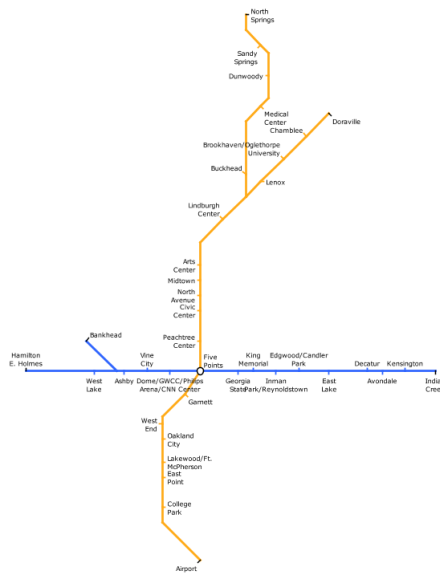 North
Springs
Sandy
Springs
Dunwoody
Medical
Center
Chamblee
Doraville
Brookhaven/Oglethorpe
University
Buckhead
Lenox
Lindburgh
Center
Arts
Center
Midtown
North
Avenue
Civic
Center
Peachtree
Center
Bankhead
Hamilton
E. Holmes
Vine
City
Five
Points
King
Memorial
Edgwood/Candler
Park
Decatur
Kensington
West
Lake
Ashby
Dome/GWCC/Philips
Arena/CNN Center
Georgia
State
Inman
Park/Reynoldstown
East
Lake
Avondale
Indian
Creek
Garnett
West
End
Oakland
City
Lakewood/Ft.
McPherson
East
Point
College
Park
Airport